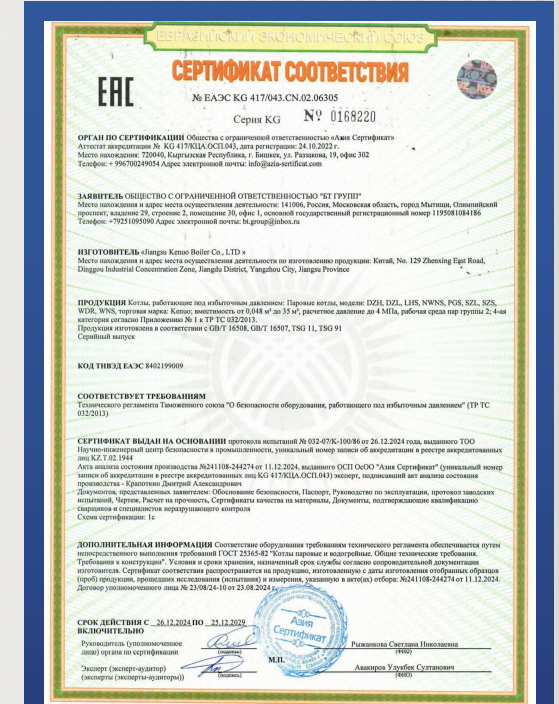 ЕВРАЗИЙСКИЙ ЭКОНОМИЧЕСКИЙ СОЮЗ
СЕРТИФИКАТ СООТВЕТСТВИЯ
ЕАС
№ ЕАЭС KG 417/043.CN.02.06305
Серия KG № 0168220
ОРГАН ПО СЕРТИФИКАЦИИ Общества с ограниченной ответственностью «Азия Сертификат»
Аттестат аккредитации № KG 417/КЦА.ОСП.043, дата регистрации: 24.10.2022 г.
Место нахождения: 720040, Кыргызская Республика, г. Бишкек, ул. Раззакова, 19, офис 302
Телефон: + 996700249054 Адрес электронной почты: info@azia-sertificat.com
ЗАЯВИТЕЛЬ ОБЩЕСТВО С ОГРАНИЧЕННОЙ ОТВЕТСТВЕННОСТЬЮ "БТ ГРУПП"
Место нахождения и адрес места осуществления деятельности: 141006, Россия, Московская область, город Мытищи, Олимпийский
проспект, владение 29, строение 2, помещение 30, офис 1, основной государственный регистрационный номер 1195081084186
Телефон: +79251095090 Адрес электронной почты: bt.group@inbox.ru
ИЗГОТОВИТЕЛЬ «Jiangsu Kenuo Boiler Co., LTD »
Место нахождения и адрес места осуществления деятельности по изготовлению продукции: Китай, No. 129 Zhenxing East Road,
Dinggou Industrial Concentration Zone, Jiangdu District, Yangzhou City, Jiangsu Province
ПРОДУКЦИЯ Котлы, работающие под избыточным давлением: Паровые котлы, модели: DZH, DZL, LHS, NWNS, PGS, SZL, SZS,
WDR, WNS, торговая марка: Кепuo; вместимость от 0,048 м³ до 35 м³, расчетное давление до 4 МПа, рабочая среда пар группы 2; 4-ая
категория согласно Приложению № 1 к ТР ТС 032/2013.
Продукция изготовлена в соответствии с GB/T 16508, GB/T 16507, TSG 11, TSG 91
Серийный выпуск
КОД ТНВЭД ЕАЭС 8402199009
СООТВЕТСТВУЕТ ТРЕБОВАНИЯМ
Технического регламента Таможенного союза "О безопасности оборудования, работающего под избыточным давлением" (ТР ТС
032/2013)
СЕРТИФИКАТ ВЫДАН НА ОСНОВАНИИ протокола испытаний № 032-07/К-100/86 от 26.12.2024 года, выданного ТОО
Научно-инженерный центр безопасности в промышленности, уникальный номер записи об аккредитации в реестре аккредитованных
лиц KZ.T.02.1944
Акта анализа состояния производства №241108-244274 от 11.12.2024, выданного ОСП ОсОО "Азия Сертификат" (уникальный номер
записи об аккредитации в реестре аккредитованных лиц KG 417/КЦА.ОСП.043) эксперт, подписавший акт анализа состояния
производства - Крапоткин Дмитрий Александрович
Документов, представленных заявителем: Обоснование безопасности, Паспорт, Руководство по эксплуатации, протокол заводских
испытаний, Чертеж, Расчет на прочность, Сертификаты качества на материалы, Документы, подтверждающие квалификацию
сварщиков и специалистов неразрушающего контроля
Схема сертификации: 1с
ДОПОЛНИТЕЛЬНАЯ ИНФОРМАЦИЯ Соответствие требованиям технического регламента обеспечивается путем
непосредственного выполнения требований ГОСТ 25365-82 "Котлы паровые и водогрейные. Общие технические требования.
Требования к конструкции". Условия и сроки хранения, назначенный срок службы согласно сопроводительной документации
изготовителя. Сертификат соответствия распространяется на продукцию, изготовленную с даты изготовления отобранных образцов
(проб) продукции, прошедших исследования (испытания) и измерения, указанную в акте(ах) отбора: №241108-244274 от 11.12.2024.
Договор уполномоченного лица № 23/08/24-10 от 23.08.2024 г.
СРОК ДЕЙСТВИЯ С 26.12.2024 ПО 25.12.2029
ВКЛЮЧИТЕЛЬНО
Азия
Сертификат
Руководитель (уполномоченное
лицо) органа по сертификации
(подпись)
Рыжанкова Светлана Николаевна
(ФИО)
М.П.
Эксперт (эксперт-аудитор)
(эксперты (эксперты-аудиторы))
(подпись)
Авакиров Улукбек Султанович
(ФИО)